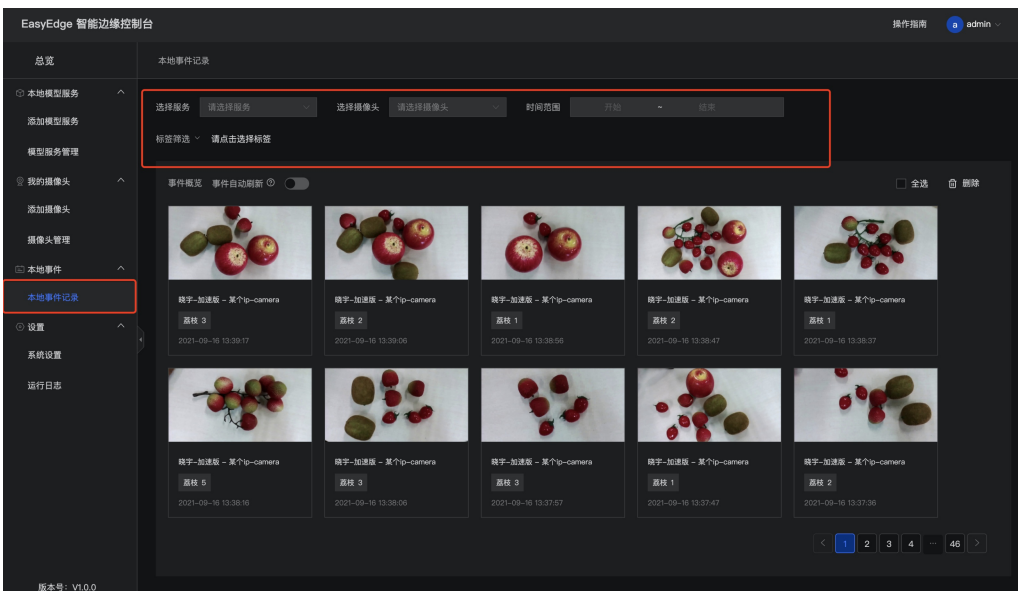 EasyEdge 智能边缘控制台
操作指南
a admin
总览
本地事件记录
本地模型服务
添加模型服务
模型服务管理
我的摄像头
添加摄像头
摄像头管理
本地事件
本地事件记录
设置
系统设置
运行日志
版本号: V1.0.0
选择服务 请选择服务 选择摄像头 请选择摄像头 时间范围 开始 ~ 结束
标签筛选 请点击选择标签
事件概览 事件自动刷新 全选 删除
晓宇-加速版 - 某个ip-camera
荔枝 3
2021-09-16 13:39:17
晓宇-加速版 - 某个ip-camera
荔枝 2
2021-09-16 13:39:06
晓宇-加速版 - 某个ip-camera
荔枝 1
2021-09-16 13:38:56
晓宇-加速版 - 某个ip-camera
荔枝 2
2021-09-16 13:38:47
晓宇-加速版 - 某个ip-camera
荔枝 1
2021-09-16 13:38:37
晓宇-加速版 - 某个ip-camera
荔枝 5
2021-09-16 13:38:16
晓宇-加速版 - 某个ip-camera
荔枝 3
2021-09-16 13:38:06
晓宇-加速版 - 某个ip-camera
荔枝 3
2021-09-16 13:37:57
晓宇-加速版 - 某个ip-camera
荔枝 1
2021-09-16 13:37:47
晓宇-加速版 - 某个ip-camera
荔枝 2
2021-09-16 13:37:36
< 1 2 3 4 ··· 46 >